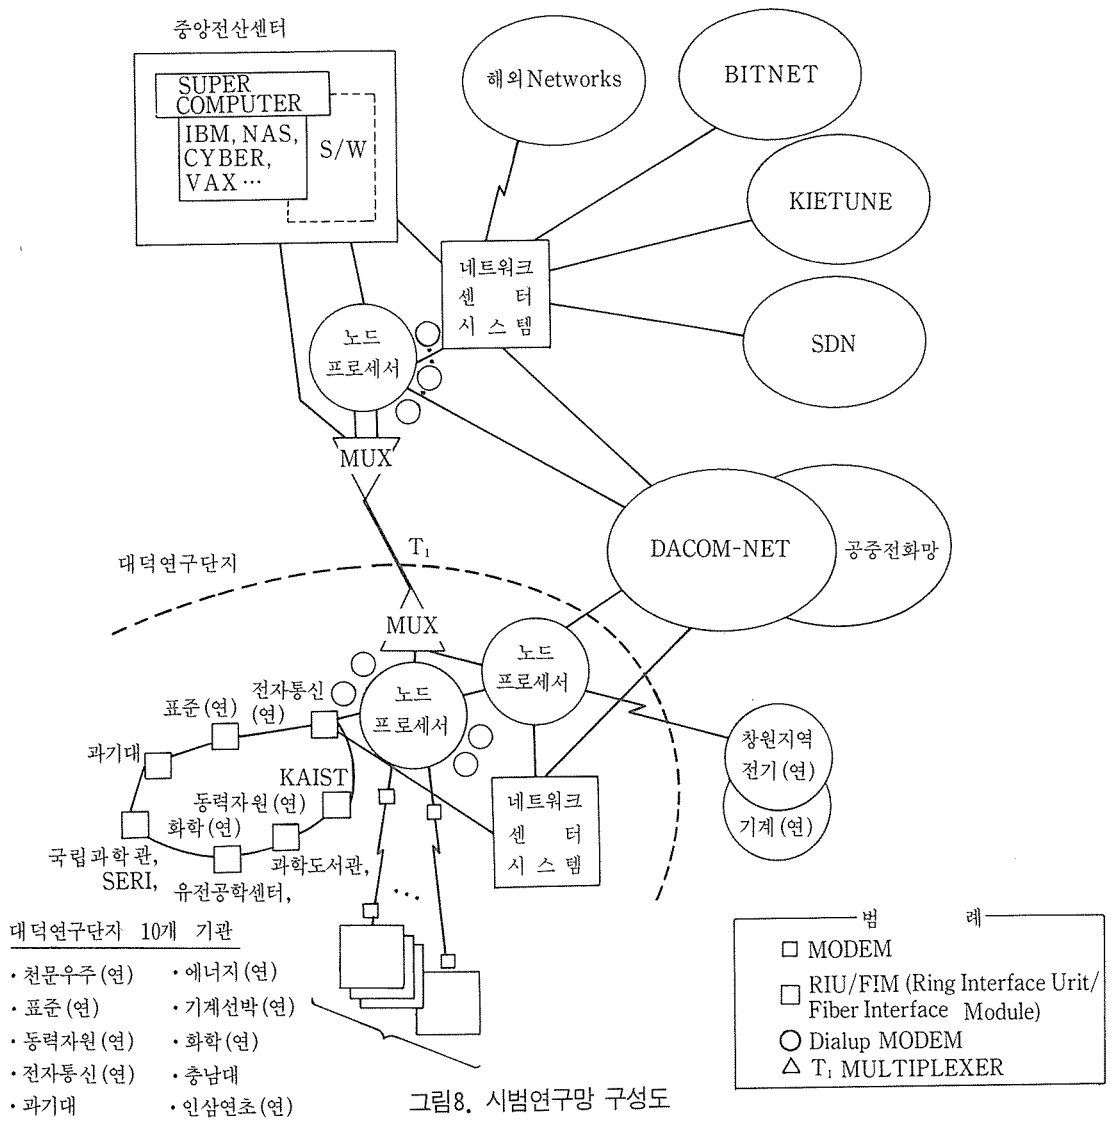 중앙전산센터
SUPER
COMPUTER
IBM, NAS,
CYBER,
VAX …
S/W
해외 Networks
BITNET
KIETUNE
SDN
네트워크
센 터
시 스 템
노드
프로세서
MUX
T₁
DACOM-NET
공중전화망
대덕연구단지
MUX
노드
프로세서
노드
프로세서
전자통신
(연)
표준(연)
과기대
KAIST
동력자원(연)
화학(연)
국립과학관,
SERI,
과학도서관,
유전공학센터,
네트워크
센 터
시 스 템
창원지역
전기(연)
기계(연)
…
대덕연구단지 10개 기관
· 천문우주(연) · 에너지(연)
· 표준(연) · 기계선박(연)
· 동력자원(연) · 화학(연)
· 전자통신(연) · 충남대
· 과기대 · 인삼연초(연)
범 례
MODEM
RIU/FIM (Ring Interface Urit/
Fiber Interface Module)
Dialup MODEM
T₁ MULTIPLEXER
그림8. 시범연구망 구성도